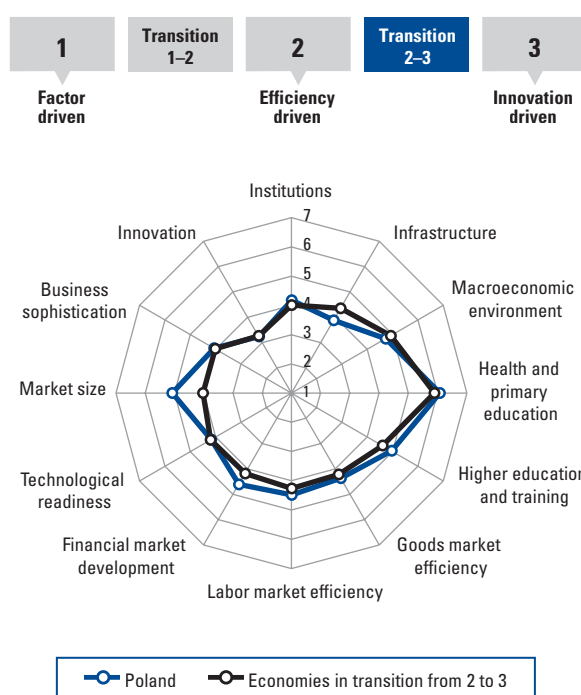 1
Transition
1–2
2
Transition
2–3
3
Factor
driven
Efficiency
driven
Innovation
driven
Institutions
7
6
5
4
3
2
1
Infrastructure
Macroeconomic
environment
Health and
primary
education
Higher education
and training
Goods market
efficiency
Labor market efficiency
Financial market
development
Technological
readiness
Market size
Business
sophistication
Innovation
Poland
Economies in transition from 2 to 3